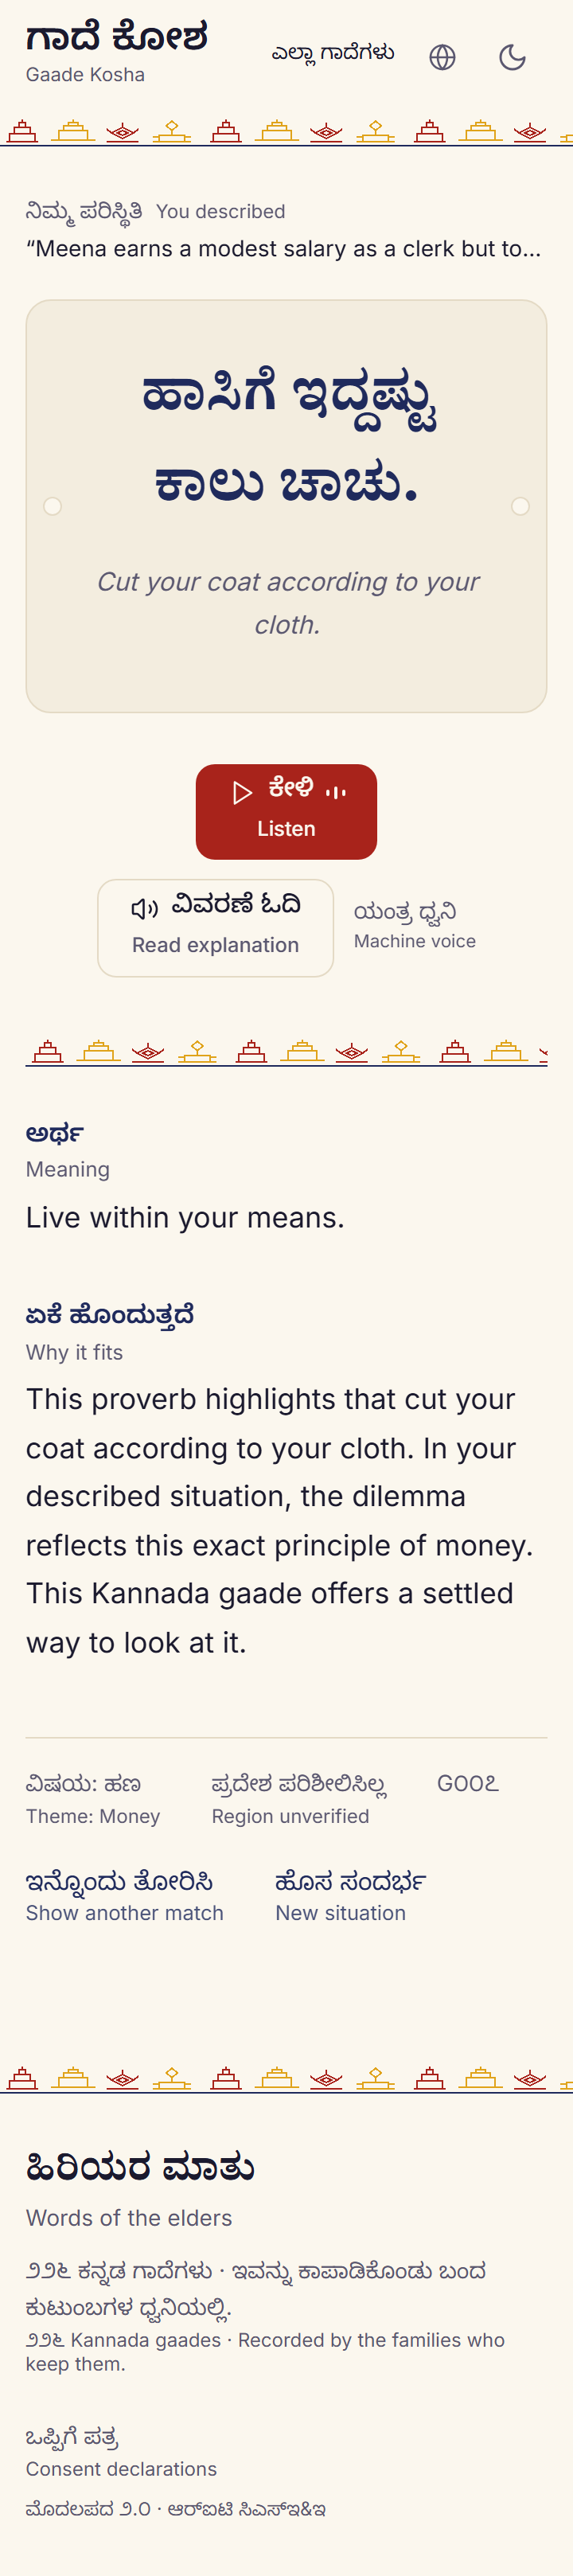 ಗಾದೆ ಕೋಶ
Gaade Kosha
ಎಲ್ಲಾ ಗಾದೆಗಳು
ನಿಮ್ಮ ಪರಿಸ್ಥಿತಿ You described
“Meena earns a modest salary as a clerk but to...
ಹಾಸಿಗೆ ಇದ್ದಷ್ಟು
ಕಾಲು ಚಾಚು.
Cut your coat according to your
cloth.
ಕೇಳಿ
Listen
ವಿವರಣೆ ಓದಿ
Read explanation
ಯಂತ್ರ ಧ್ವನಿ
Machine voice
ಅರ್ಥ
Meaning
Live within your means.
ಏಕೆ ಹೊಂದುತ್ತದೆ
Why it fits
This proverb highlights that cut your
coat according to your cloth. In your
described situation, the dilemma
reflects this exact principle of money.
This Kannada gaade offers a settled
way to look at it.
ವಿಷಯ: ಹಣ
Theme: Money
ಪ್ರದೇಶ ಪರಿಶೀಲಿಸಿಲ್ಲ
Region unverified
G೦೦೭
ಇನ್ನೊಂದು ತೋರಿಸಿ
Show another match
ಹೊಸ ಸಂದರ್ಭ
New situation
ಹಿರಿಯರ ಮಾತು
Words of the elders
೨೨೬ ಕನ್ನಡ ಗಾದೆಗಳು · ಇವನ್ನು ಕಾಪಾಡಿಕೊಂಡು ಬಂದ
ಕುಟುಂಬಗಳ ಧ್ವನಿಯಲ್ಲಿ.
೨೨೬ Kannada gaades · Recorded by the families who
keep them.
ಒಪ್ಪಿಗೆ ಪತ್ರ
Consent declarations
ಮೊದಲಪದ ೨.೦ · ಆರ್‌ಐಟಿ ಸಿಎಸ್ಇ&ಇ